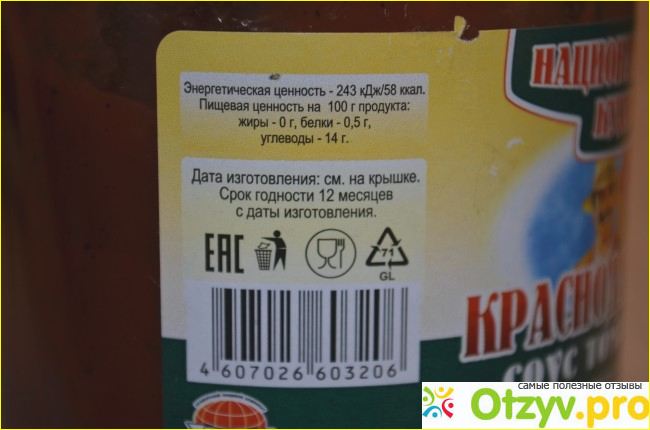 Энергетическая ценность - 243 кДж/58 ккал.
Пищевая ценность на 100 г продукта:
жиры - 0 г, белки - 0,5 г,
углеводы - 14 г.
Дата изготовления: см. на крышке.
Срок годности 12 месяцев
с даты изготовления.
ЕАС
71
GL
4 607026 603206
СОУС
самые полезные отзывы
Otzyv.pro